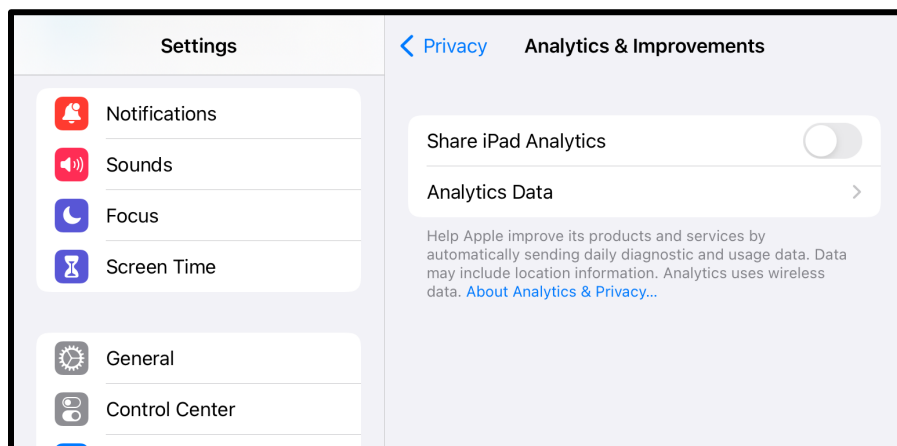 Settings
Notifications
Sounds
Focus
Screen Time
General
Control Center
Privacy
Analytics & Improvements
Share iPad Analytics
Analytics Data
Help Apple improve its products and services by
automatically sending daily diagnostic and usage data. Data
may include location information. Analytics uses wireless
data. About Analytics & Privacy...